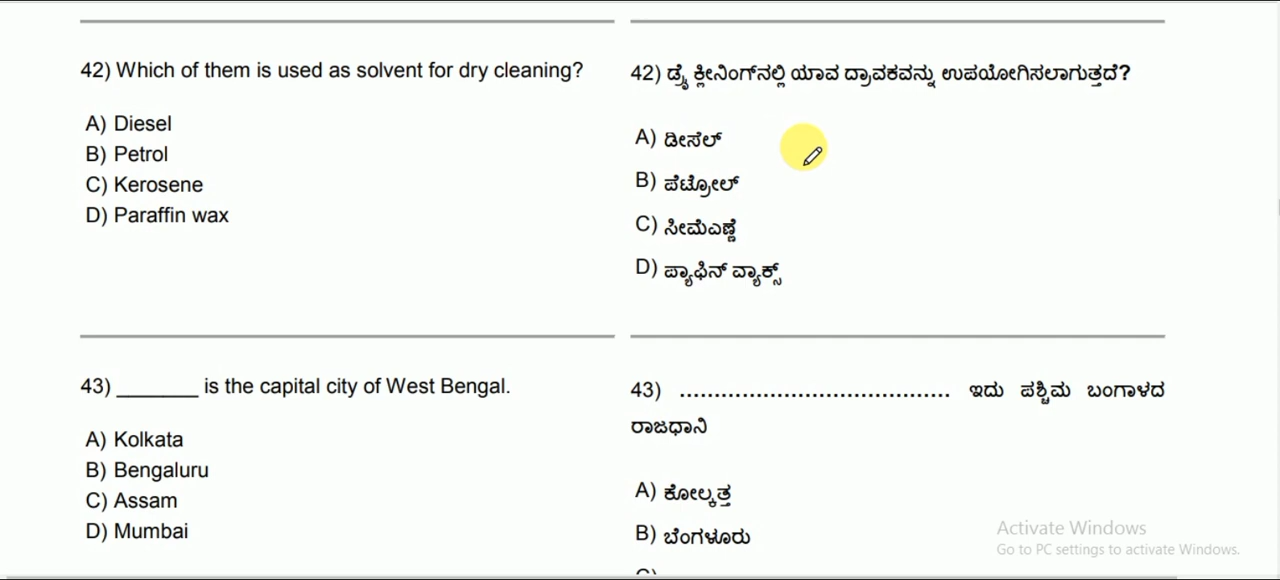 42) Which of them is used as solvent for dry cleaning?
A) Diesel
B) Petrol
C) Kerosene
D) Paraffin wax
42) ಡ್ರೈ ಕ್ಲೀನಿಂಗ್‌ನಲ್ಲಿ ಯಾವ ದ್ರಾವಕವನ್ನು ಉಪಯೋಗಿಸಲಾಗುತ್ತದೆ?
A) ಡೀಸೆಲ್
B) ಪೆಟ್ರೋಲ್
C) ಸೀಮೆಎಣ್ಣೆ
D) ಪ್ಯಾಫಿನ್ ವ್ಯಾಕ್ಸ್
43) _______ is the capital city of West Bengal.
A) Kolkata
B) Bengaluru
C) Assam
D) Mumbai
43) ..................................... ಇದು ಪಶ್ಚಿಮ ಬಂಗಾಳದ
ರಾಜಧಾನಿ
A) ಕೋಲ್ಕತ್ತ
B) ಬೆಂಗಳೂರು
Activate Windows
Go to PC settings to activate Windows.